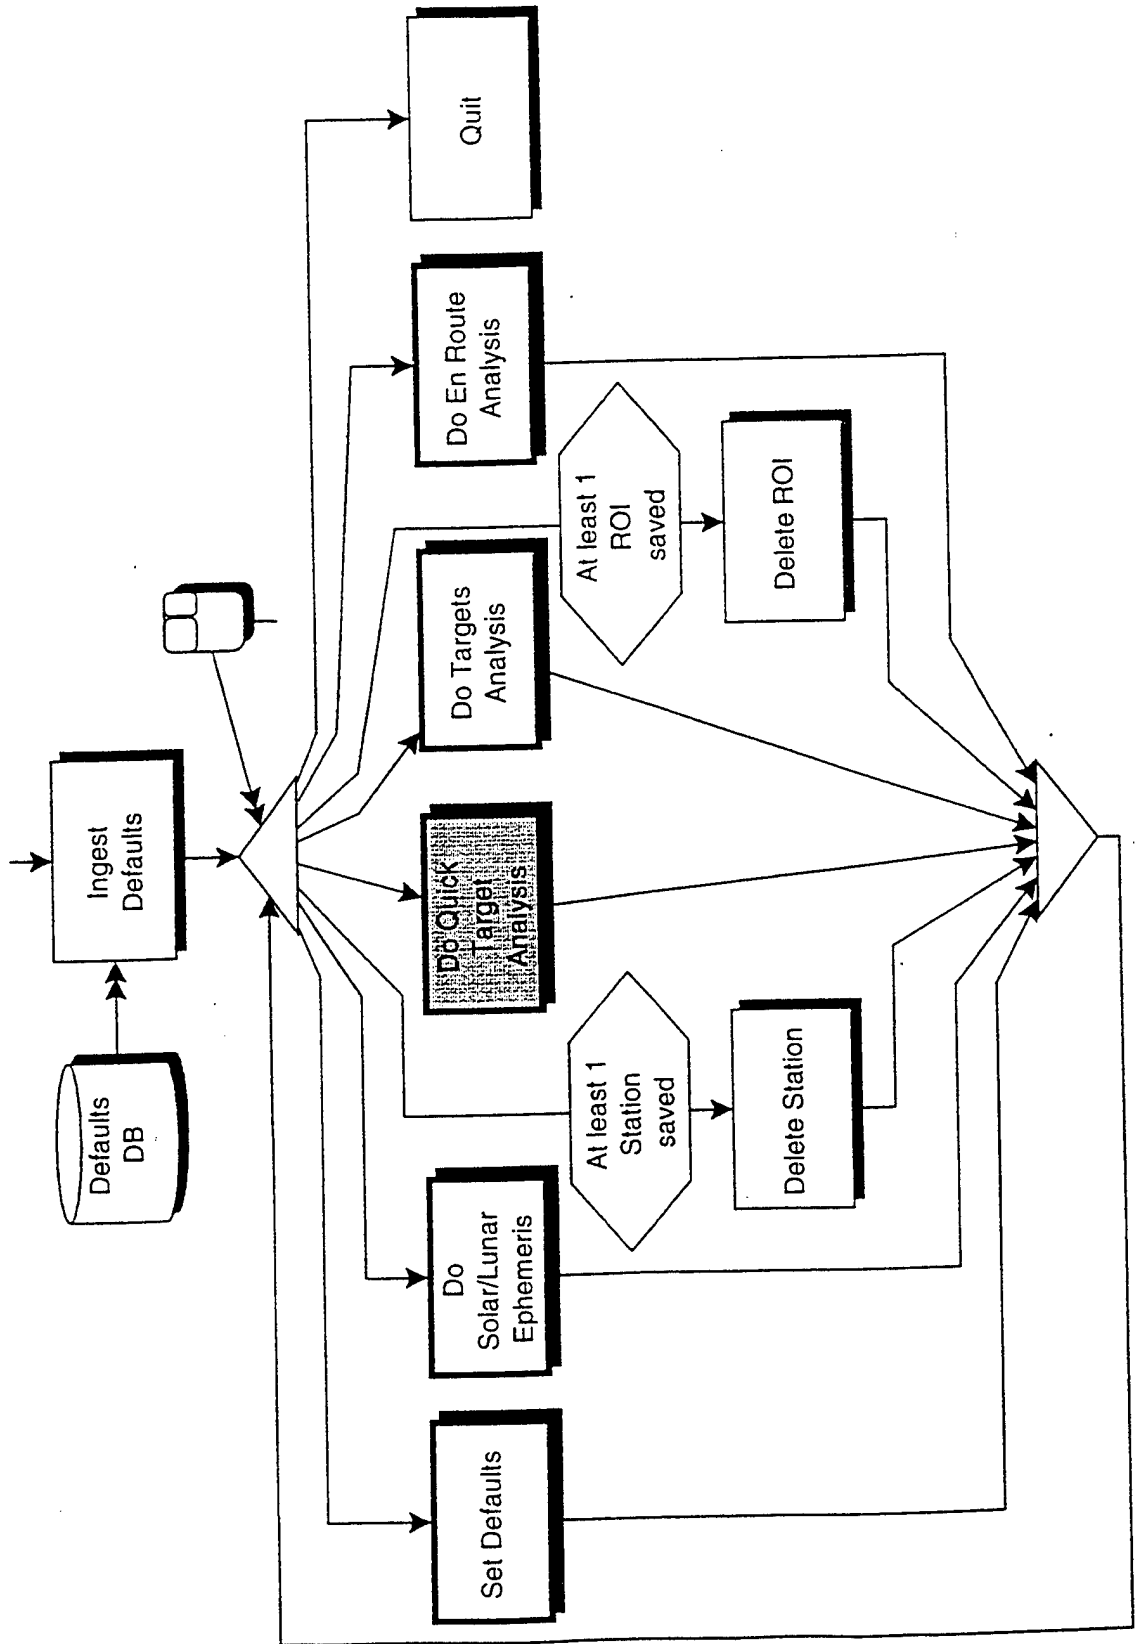 Ingest
Defaults
Defaults
DB
Set Defaults
Do
Solar/Lunar
Ephemeris
Do Quick
Target
Analysis
Do Targets
Analysis
Do En Route
Analysis
Quit
At least 1
Station
saved
At least 1
ROI
saved
Delete Station
Delete ROI